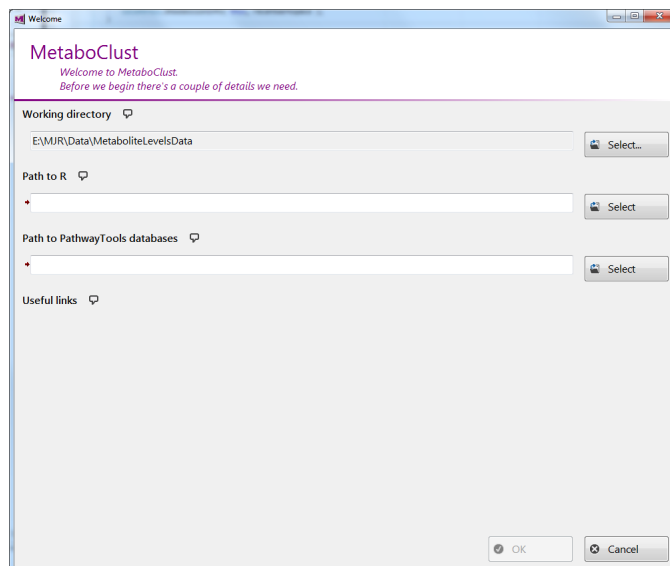 Welcome
MetaboClust
Welcome to MetaboClust.
Before we begin there's a couple of details we need.
Working directory
E:\MJR\Data\MetaboliteLevelsData
Select...
Path to R
Select
Path to PathwayTools databases
Select
Useful links
OK
Cancel